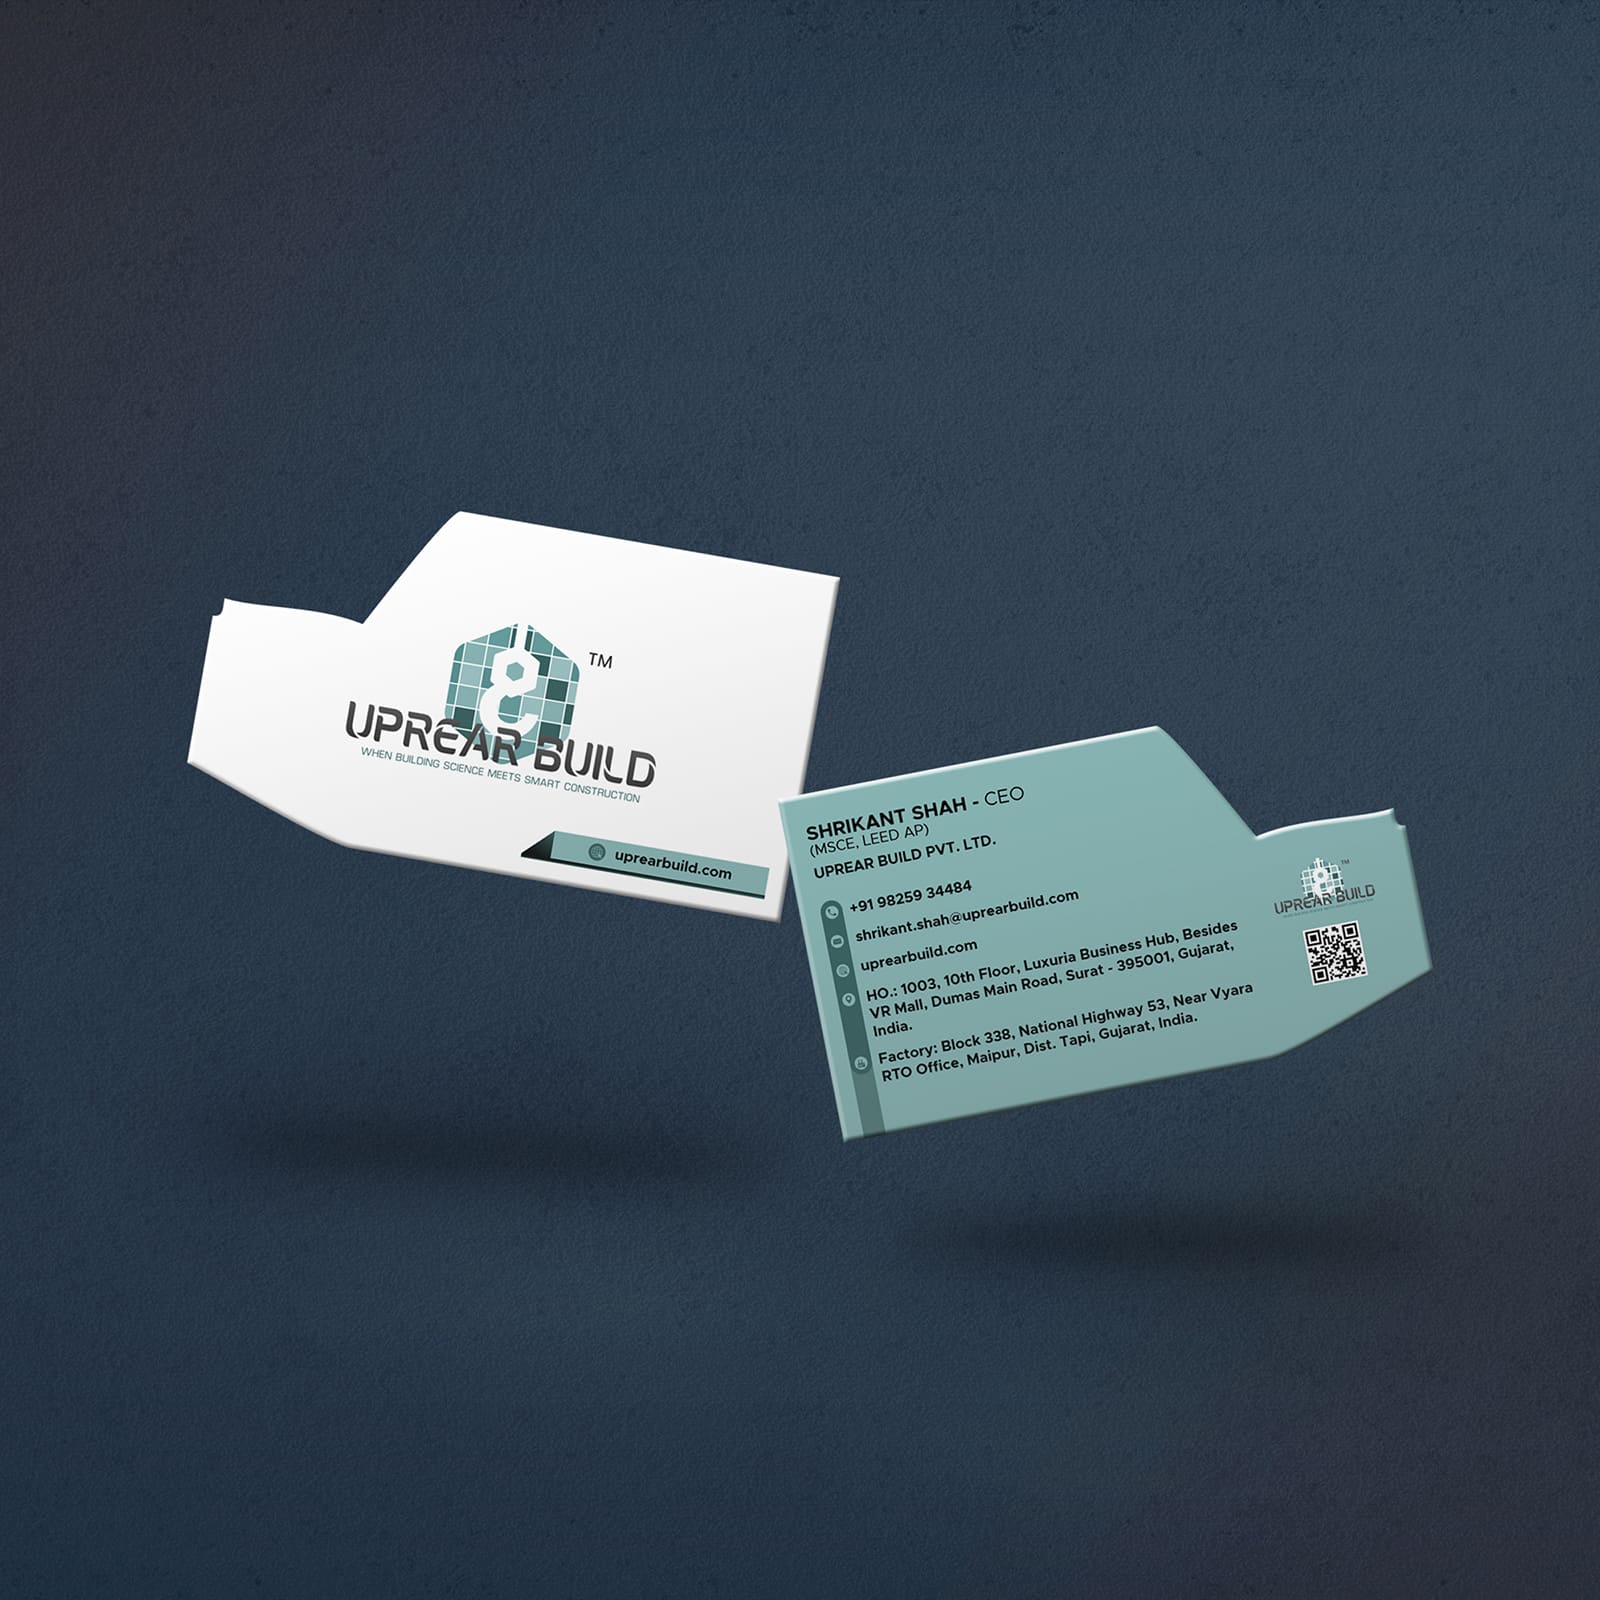 TM
UPREAR BUILD
WHEN BUILDING SCIENCE MEETS SMART CONSTRUCTION
uprearbuild.com
SHRIKANT SHAH - CEO
(MSCE, LEED AP)
UPREAR BUILD PVT. LTD.
+91 98259 34484
shrikant.shah@uprearbuild.com
uprearbuild.com
HO.: 1003, 10th Floor, Luxuria Business Hub, Besides
VR Mall, Dumas Main Road, Surat - 395001, Gujarat,
India.
Factory: Block 338, National Highway 53, Near Vyara
RTO Office, Maipur, Dist. Tapi, Gujarat, India.
TM
UPREAR BUILD